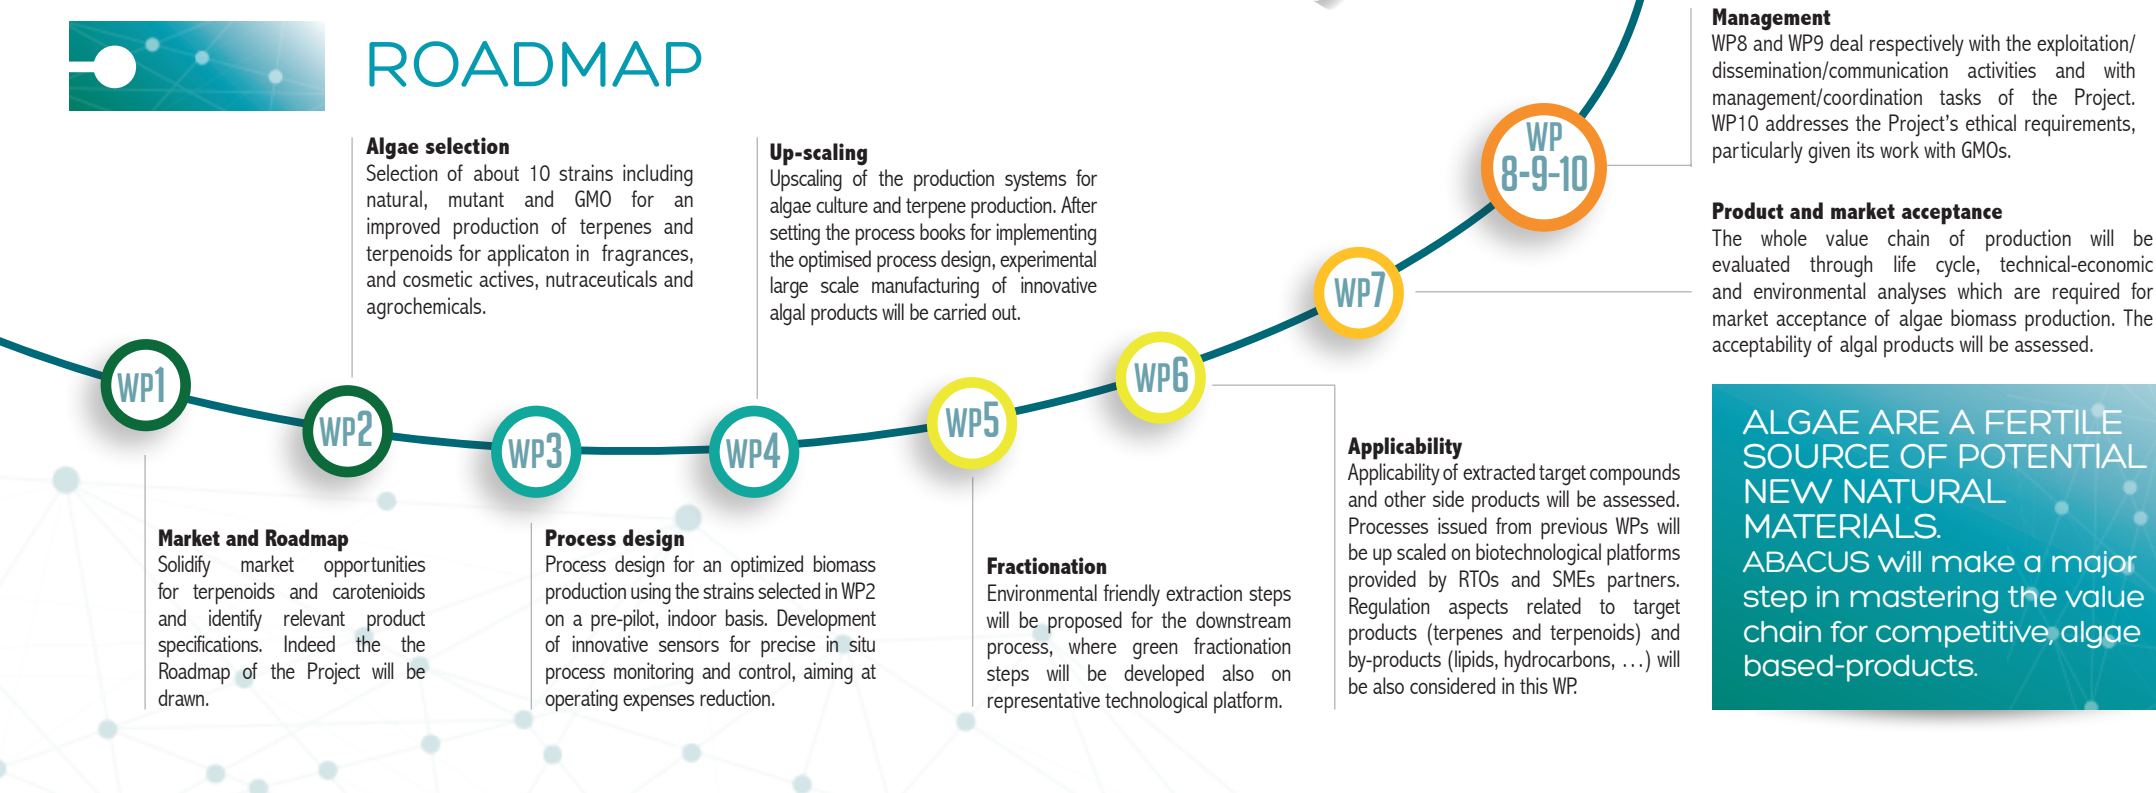 ROADMAP
Algae selection
Selection of about 10 strains including
natural, mutant and GMO for an
improved production of terpenes and
terpenoids for applicaton in fragrances,
and cosmetic actives, nutraceuticals and
agrochemicals.
Up-scaling
Upscaling of the production systems for
algae culture and terpene production. After
setting the process books for implementing
the optimised process design, experimental
large scale manufacturing of innovative
algal products will be carried out.
WP1
WP2
WP3
WP4
WP5
WP6
WP7
WP
8-9-10
Market and Roadmap
Solidify market opportunities
for terpenoids and carotenioids
and identify relevant product
specifications. Indeed the the
Roadmap of the Project will be
drawn.
Process design
Process design for an optimized biomass
production using the strains selected in WP2
on a pre-pilot, indoor basis. Development
of innovative sensors for precise in situ
process monitoring and control, aiming at
operating expenses reduction.
Fractionation
Environmental friendly extraction steps
will be proposed for the downstream
process, where green fractionation
steps will be developed also on
representative technological platform.
Applicability
Applicability of extracted target compounds
and other side products will be assessed.
Processes issued from previous WPs will
be up scaled on biotechnological platforms
provided by RTOs and SMEs partners.
Regulation aspects related to target
products (terpenes and terpenoids) and
by-products (lipids, hydrocarbons, …) will
be also considered in this WP.
Management
WP8 and WP9 deal respectively with the exploitation/
dissemination/communication activities and with
management/coordination tasks of the Project.
WP10 addresses the Project's ethical requirements,
particularly given its work with GMOs.
Product and market acceptance
The whole value chain of production will be
evaluated through life cycle, technical-economic
and environmental analyses which are required for
market acceptance of algae biomass production. The
acceptability of algal products will be assessed.
ALGAE ARE A FERTILE
SOURCE OF POTENTIAL
NEW NATURAL
MATERIALS.
ABACUS will make a major
step in mastering the value
chain for competitive, algae
based-products.